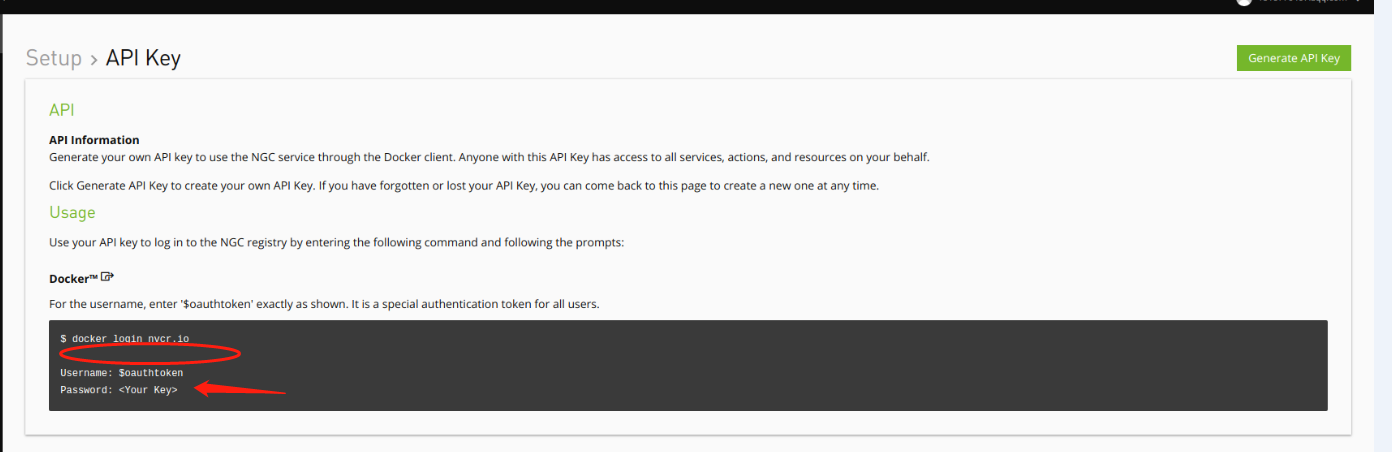 Setup > API Key
Generate API Key
API
API Information
Generate your own API key to use the NGC service through the Docker client. Anyone with this API Key has access to all services, actions, and resources on your behalf.
Click Generate API Key to create your own API Key. If you have forgotten or lost your API Key, you can come back to this page to create a new one at any time.
Usage
Use your API key to log in to the NGC registry by entering the following command and following the prompts:
Docker™
For the username, enter '$oauthtoken' exactly as shown. It is a special authentication token for all users.
$ docker login nvcr.io
Username: $oauthtoken
Password: <Your Key>